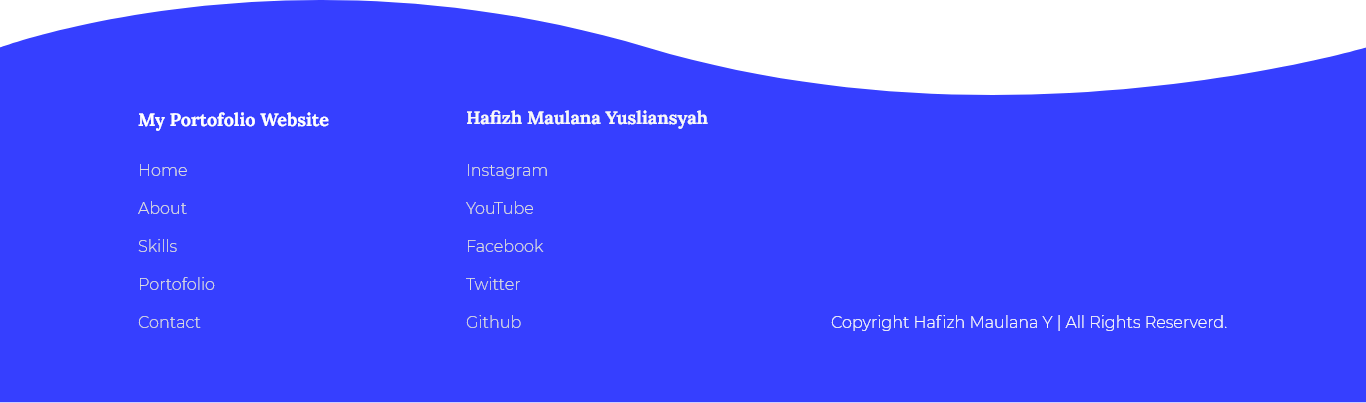 My Portofolio Website
Home
About
Skills
Portofolio
Contact
Hafizh Maulana Yusliansyah
Instagram
YouTube
Facebook
Twitter
Github
Copyright Hafizh Maulana Y | All Rights Reserverd.